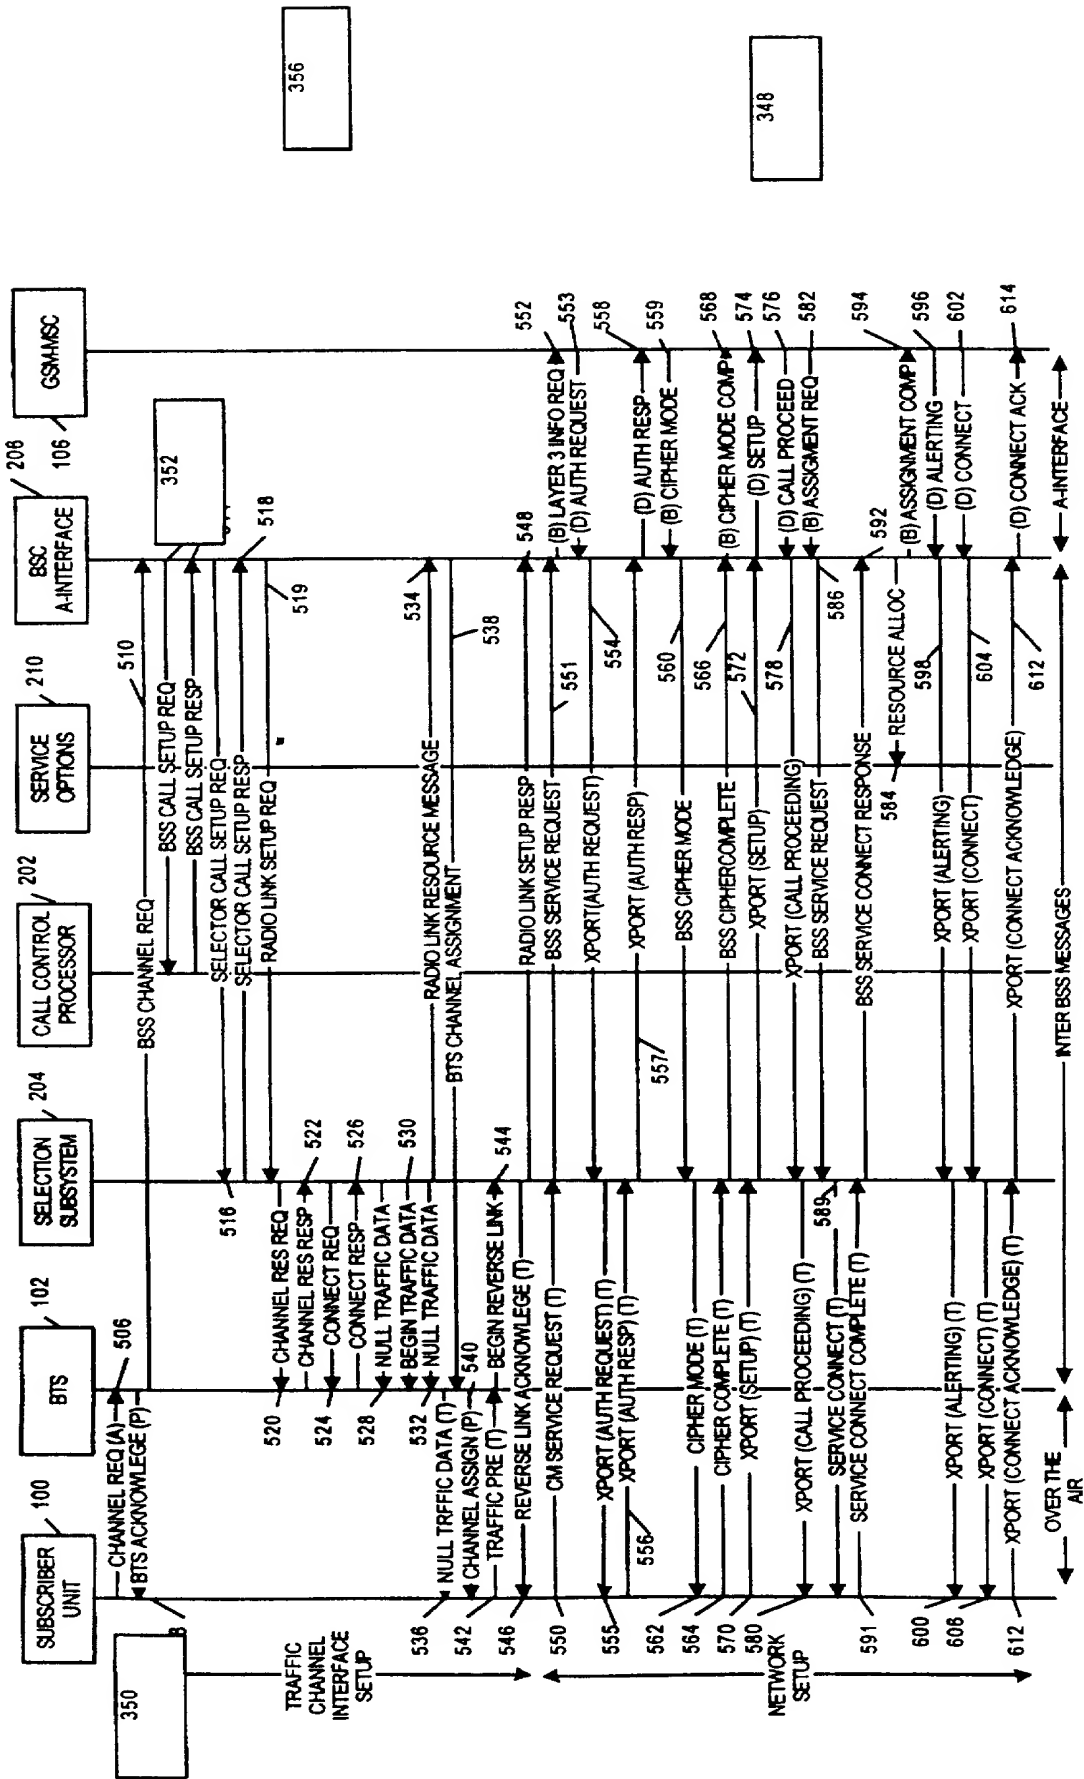 356
348
352
350
SUBSCRIBER
UNIT
100
BTS
102
SELECTION
SUBSYSTEM
204
CALL CONTROL
PROCESSOR
202
SERVICE
OPTIONS
210
BSC
A-INTERFACE
208
GSM-MSC
106
CHANNEL REQ (A)
506
BTS ACKNOWLEGE (P)
BSS CHANNEL REQ
510
BSS CALL SETUP REQ
BSS CALL SETUP RESP
SELECTOR CALL SETUP REQ
516
SELECTOR CALL SETUP RESP
518
RADIO LINK SETUP REQ
519
CHANNEL RES REQ
520
CHANNEL RES RESP
522
CONNECT REQ
524
CONNECT RESP
526
NULL TRAFFIC DATA
528
BEGIN TRAFFIC DATA
530
NULL TRAFFIC DATA
532
RADIO LINK RESOURCE MESSAGE
534
NULL TRFFIC DATA (T)
536
BTS CHANNEL ASSIGNMENT
538
CHANNEL ASSIGN (P)
540
TRAFFIC PRE (T)
542
BEGIN REVERSE LINK
544
REVERSE LINK ACKNOWLEGE (T)
546
RADIO LINK SETUP RESP
548
CM SERVICE REQUEST (T)
550
BSS SERVICE REQUEST
551
(B) LAYER 3 INFO REQ
552
(D) AUTH REQUEST
553
XPORT(AUTH REQUEST)
554
XPORT (AUTH REQUEST) (T)
555
XPORT (AUTH RESP) (T)
556
XPORT (AUTH RESP)
557
(D) AUTH RESP
558
(B) CIPHER MODE
559
BSS CIPHER MODE
560
CIPHER MODE (T)
562
CIPHER COMPLETE (T)
564
BSS CIPHERCOMPLETE
566
(B) CIPHER MODE COMP
568
XPORT (SETUP) (T)
570
XPORT (SETUP)
572
(D) SETUP
574
(D) CALL PROCEED
576
XPORT (CALL PROCEEDING)
578
XPORT (CALL PROCEEDING) (T)
580
(B) ASSIGMENT REQ
582
BSS SERVICE REQUEST
586
SERVICE CONNECT (T)
589
SERVICE CONNECT COMPLETE (T)
591
BSS SERVICE CONNECT RESPONSE
592
RESOURCE ALLOC
584
(B) ASSIGNMENT COMP
594
(D) ALERTING
596
XPORT (ALERTING)
598
XPORT (ALERTING) (T)
600
(D) CONNECT
602
XPORT (CONNECT)
604
XPORT (CONNECT) (T)
608
XPORT (CONNECT ACKNOWLEDGE) (T)
612
XPORT (CONNECT ACKNOWLEDGE)
612
(D) CONNECT ACK
614
TRAFFIC
CHANNEL
INTERFACE
SETUP
NETWORK
SETUP
OVER THE
AIR
INTER BSS MESSAGES
A-INTERFACE